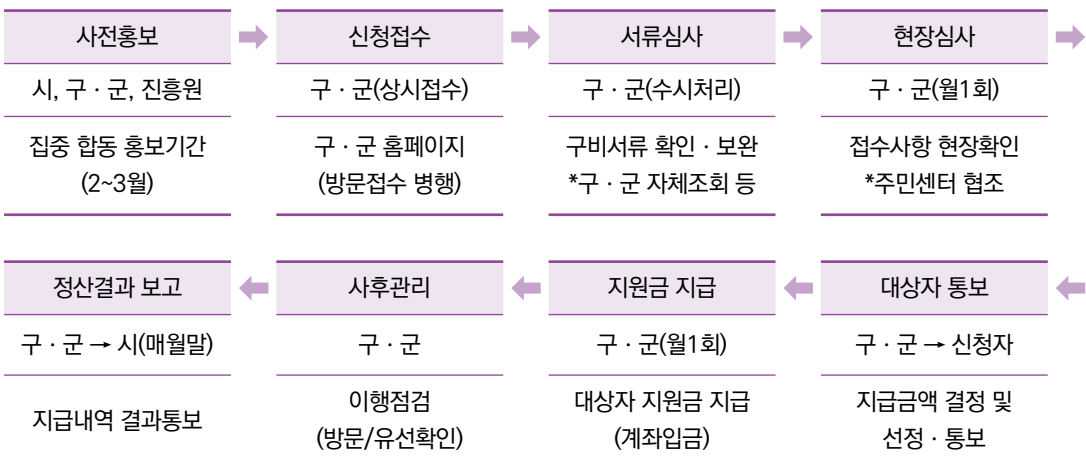 사전홍보
시, 구 · 군, 진흥원
집중 합동 홍보기간
(2~3월)
신청접수
구 · 군(상시접수)
구 · 군 홈페이지
(방문접수 병행)
서류심사
구 · 군(수시처리)
구비서류 확인 · 보완
*구 · 군 자체조회 등
현장심사
구 · 군(월1회)
접수사항 현장확인
*주민센터 협조
대상자 통보
구 · 군 → 신청자
지급금액 결정 및
선정 · 통보
지원금 지급
구 · 군(월1회)
대상자 지원금 지급
(계좌입금)
사후관리
구 · 군
이행점검
(방문/유선확인)
정산결과 보고
구 · 군 → 시(매월말)
지급내역 결과통보